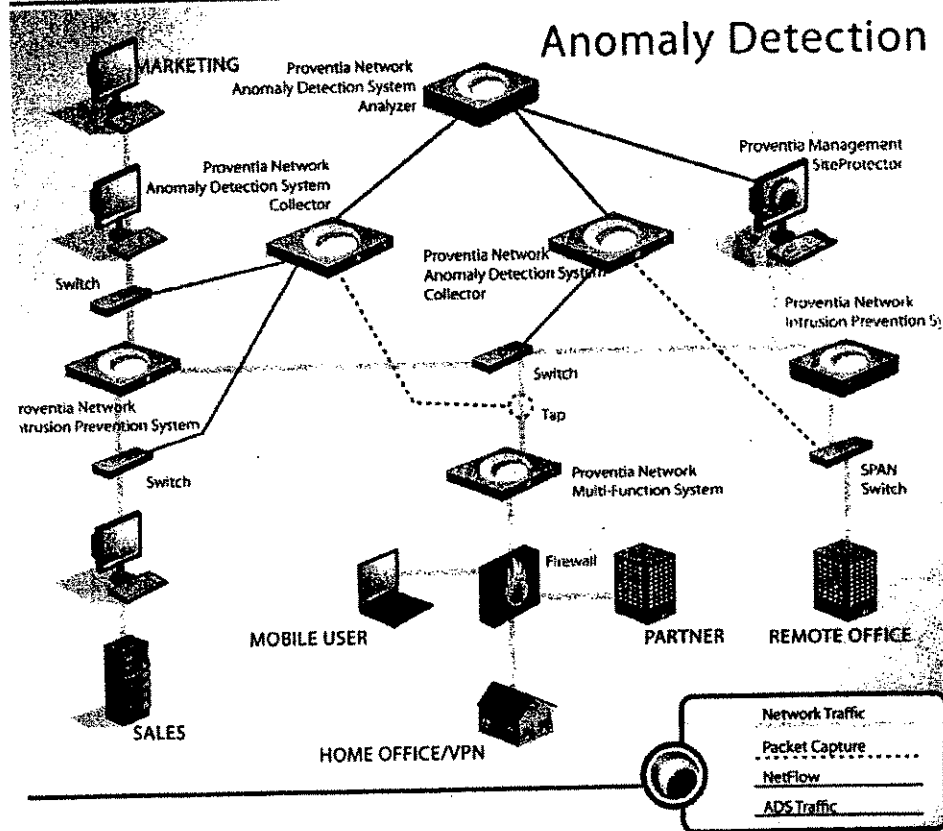 Anomaly Detection
MARKETING
Proventia Network
Anomaly Detection System
Analyzer
Proventia Management
SiteProtector
Proventia Network
Anomaly Detection System
Collector
Proventia Network
Anomaly Detection System
Collector
Switch
Proventia Network
Intrusion Prevention Sy
Switch
Tap
roventia Network
ntrusion Prevention System
Switch
Proventia Network
Multi-Function System
SPAN
Switch
Firewall
MOBILE USER
PARTNER
REMOTE OFFICE
SALES
HOME OFFICE/VPN
Network Traffic
Packet Capture
NetFlow
ADS Traffic